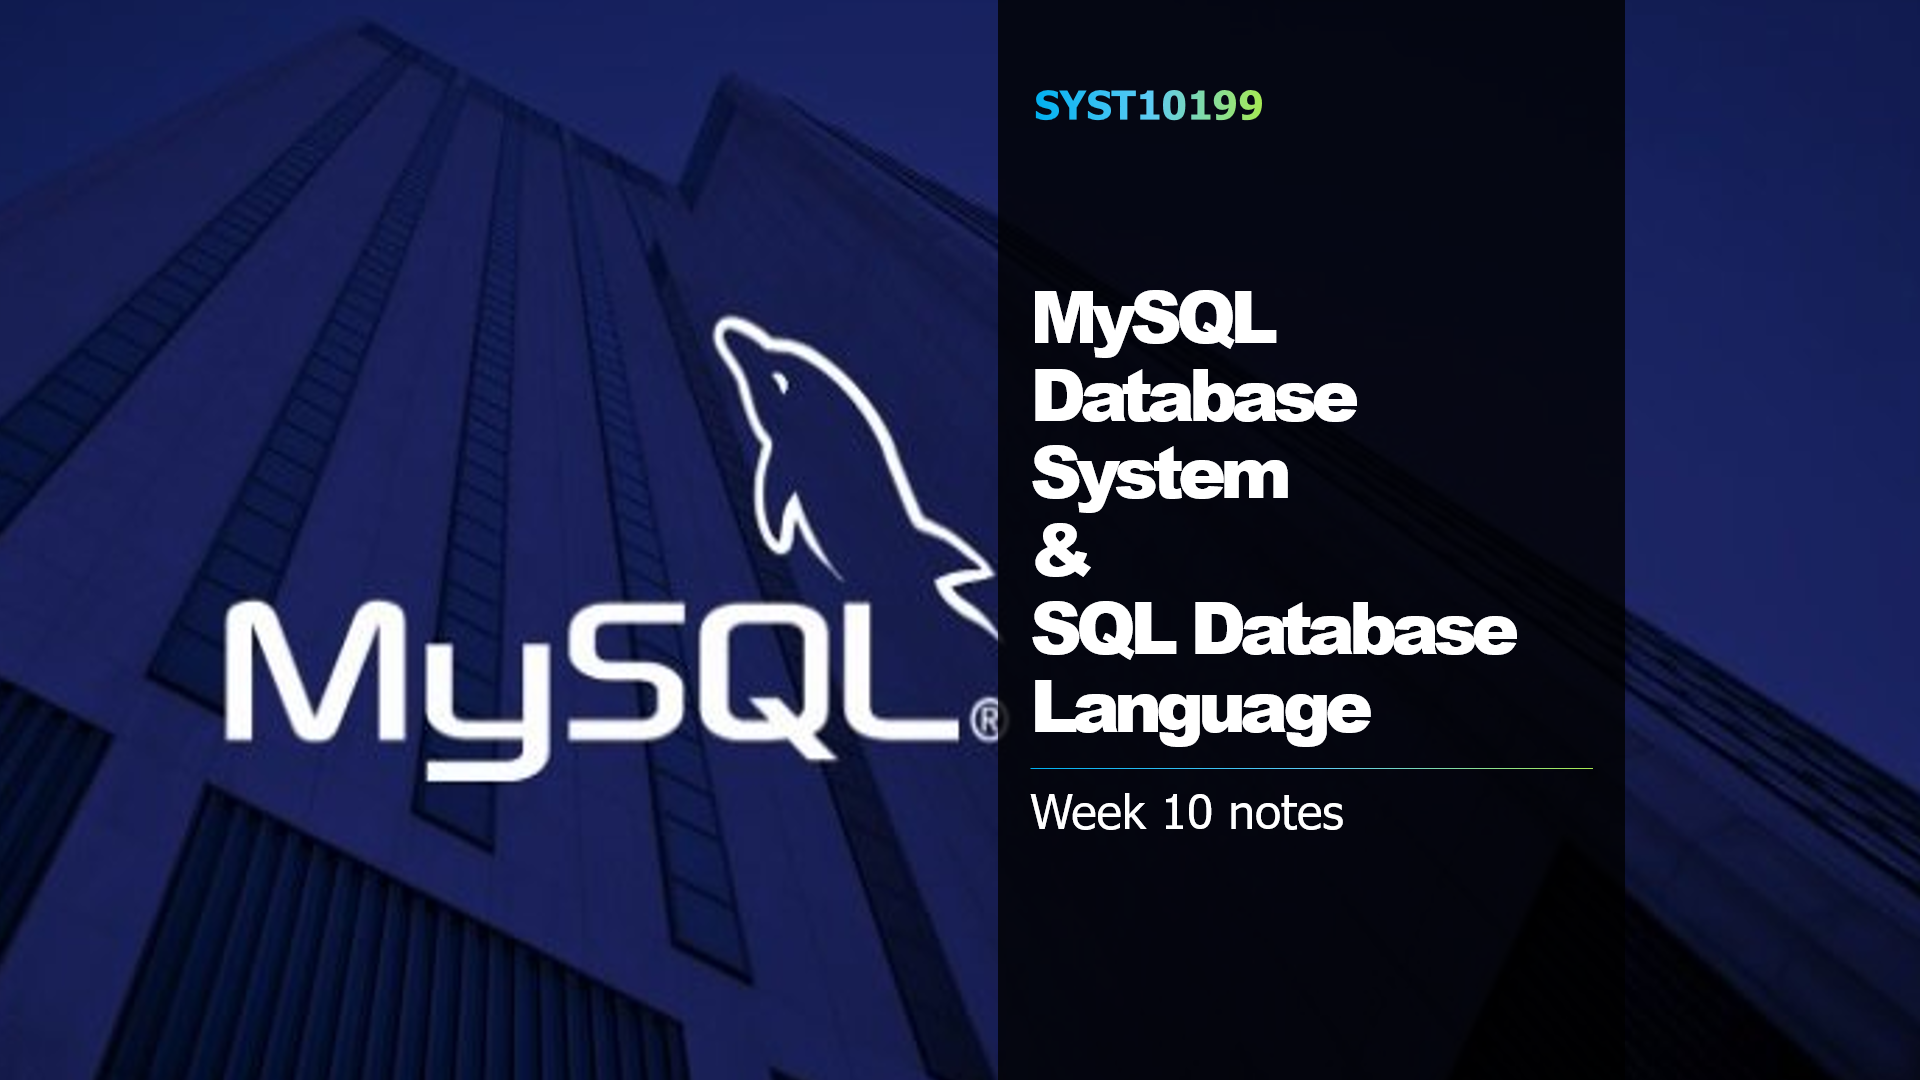 MySQL®
SYST10199
MySQL
Database
System
&
SQL Database
Language
Week 10 notes